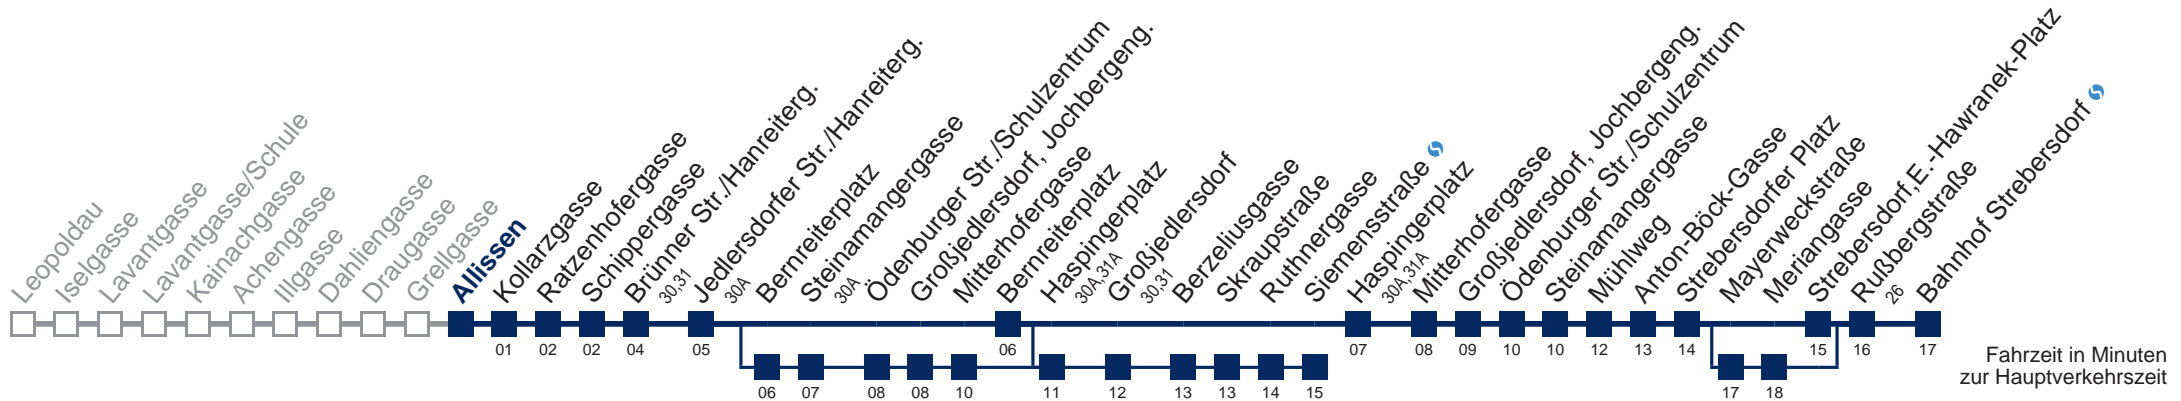 Leopoldau
Iselgasse
Lavantgasse
Lavantgasse/Schule
Kainachgasse
Achengasse
Illgasse
Dahliengasse
Draugasse
Grellgasse
Allissen
Kollarzgasse
01
Ratzenhofergasse
02
Schippergasse
02
Brünner Str./Hanreiterg.
30,31
04
Jedlersdorfer Str./Hanreiterg.
30A
05
Bernreiterplatz
06
Steinamangergasse
30A
07
Ödenburger Str./Schulzentrum
08
Großjedlersdorf, Jochbergeng.
08
Mitterhofergasse
10
Bernreiterplatz
06
Haspingerplatz
30A,31A
11
Großjedlersdorf
30,31
12
Berzeliusgasse
13
Skraupstraße
13
Ruthnergasse
14
Siemensstraße
15
Haspingerplatz
30A,31A
07
Mitterhofergasse
08
Großjedlersdorf, Jochbergeng.
09
Ödenburger Str./Schulzentrum
10
Steinamangergasse
10
Mühlweg
12
Anton-Böck-Gasse
13
Strebersdorfer Platz
14
Mayerweckstraße
17
Meriangasse
18
Strebersdorf,E.-Hawranek-Platz
15
Rußbergstraße
26
16
Bahnhof Strebersdorf
17
Fahrzeit in Minuten
zur Hauptverkehrszeit